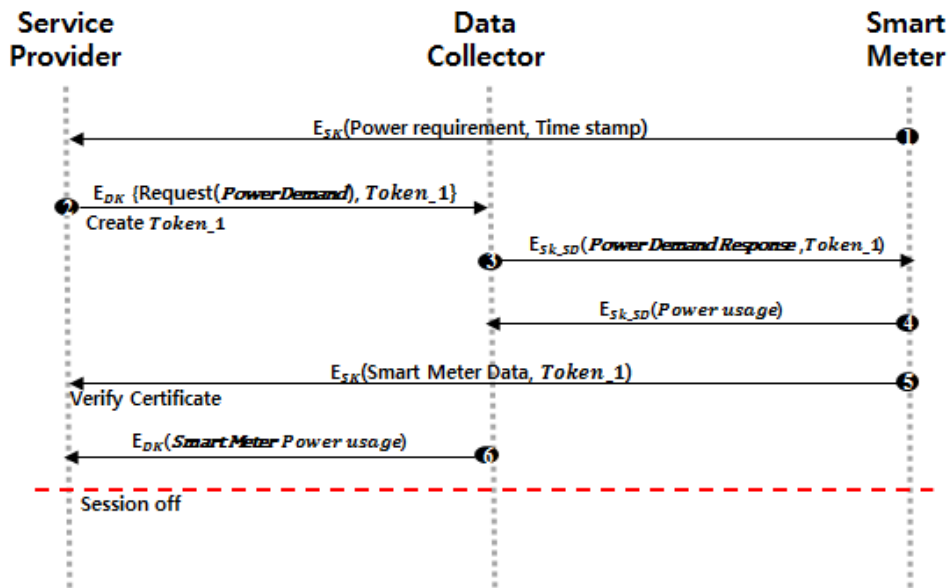 Service Provider
Data Collector
Smart Meter
E_SK(Power requirement, Time stamp)
1
E_DK {Request(PowerDemand), Token_1}
2
Create Token_1
E_Sk_SD(Power Demand Response ,Token_1)
3
E_Sk_SD(Power usage)
4
E_SK(Smart Meter Data, Token_1)
5
Verify Certificate
E_DK(Smart Meter Power usage)
6
Session off